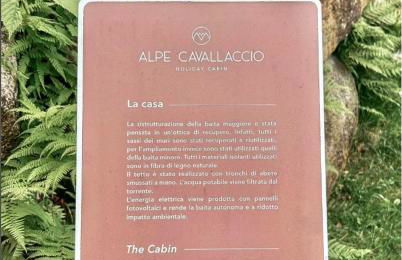 ALPE CAVALLACCIO
HOLIDAY CABIN
La casa
La ristrutturazione della baita maggiore è stata
pensata in un'ottica di recupero. Infatti, tutti i
sassi dei muri sono stati recuperati e riutilizzati,
per l'ampliamento invece sono stati utilizzati quelli
della baita minore. Tutti i materiali isolanti utilizzati
sono in fibra di legno naturale.
Il tetto è stato realizzato con tronchi di abete
smussati a mano. L'acqua potabile viene filtrata dal
torrente.
L'energia elettrica viene prodotta con pannelli
fotovoltaici e rende la baita autonoma e a ridotto
impatto ambientale.
The Cabin